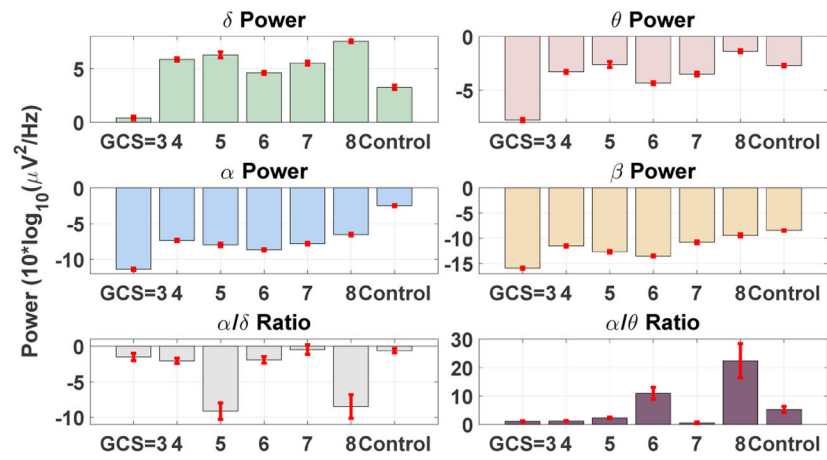 δ Power
θ Power
5
0
0
-5
GCS=3 4 5 6 7 8 Control
GCS=3 4 5 6 7 8 Control
α Power
β Power
0
-5
-10
0
-5
-10
-15
GCS=3 4 5 6 7 8 Control
GCS=3 4 5 6 7 8 Control
Power (10*log10(μV2/Hz)
α/δ Ratio
α/θ Ratio
0
-5
-10
30
20
10
0
GCS=3 4 5 6 7 8 Control
GCS=3 4 5 6 7 8 Control